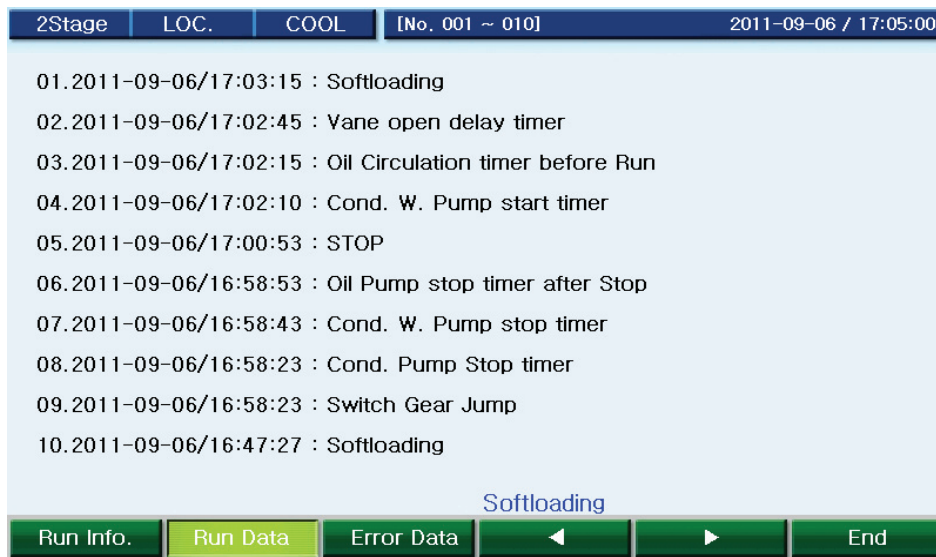 2Stage LOC. COOL [No. 001 ~ 010] 2011-09-06 / 17:05:00
01.2011-09-06/17:03:15 : Softloading
02.2011-09-06/17:02:45 : Vane open delay timer
03.2011-09-06/17:02:15 : Oil Circulation timer before Run
04.2011-09-06/17:02:10 : Cond. W. Pump start timer
05.2011-09-06/17:00:53 : STOP
06.2011-09-06/16:58:53 : Oil Pump stop timer after Stop
07.2011-09-06/16:58:43 : Cond. W. Pump stop timer
08.2011-09-06/16:58:23 : Cond. Pump Stop timer
09.2011-09-06/16:58:23 : Switch Gear Jump
10.2011-09-06/16:47:27 : Softloading
Softloading
Run Info. Run Data Error Data ◀ ▶ End